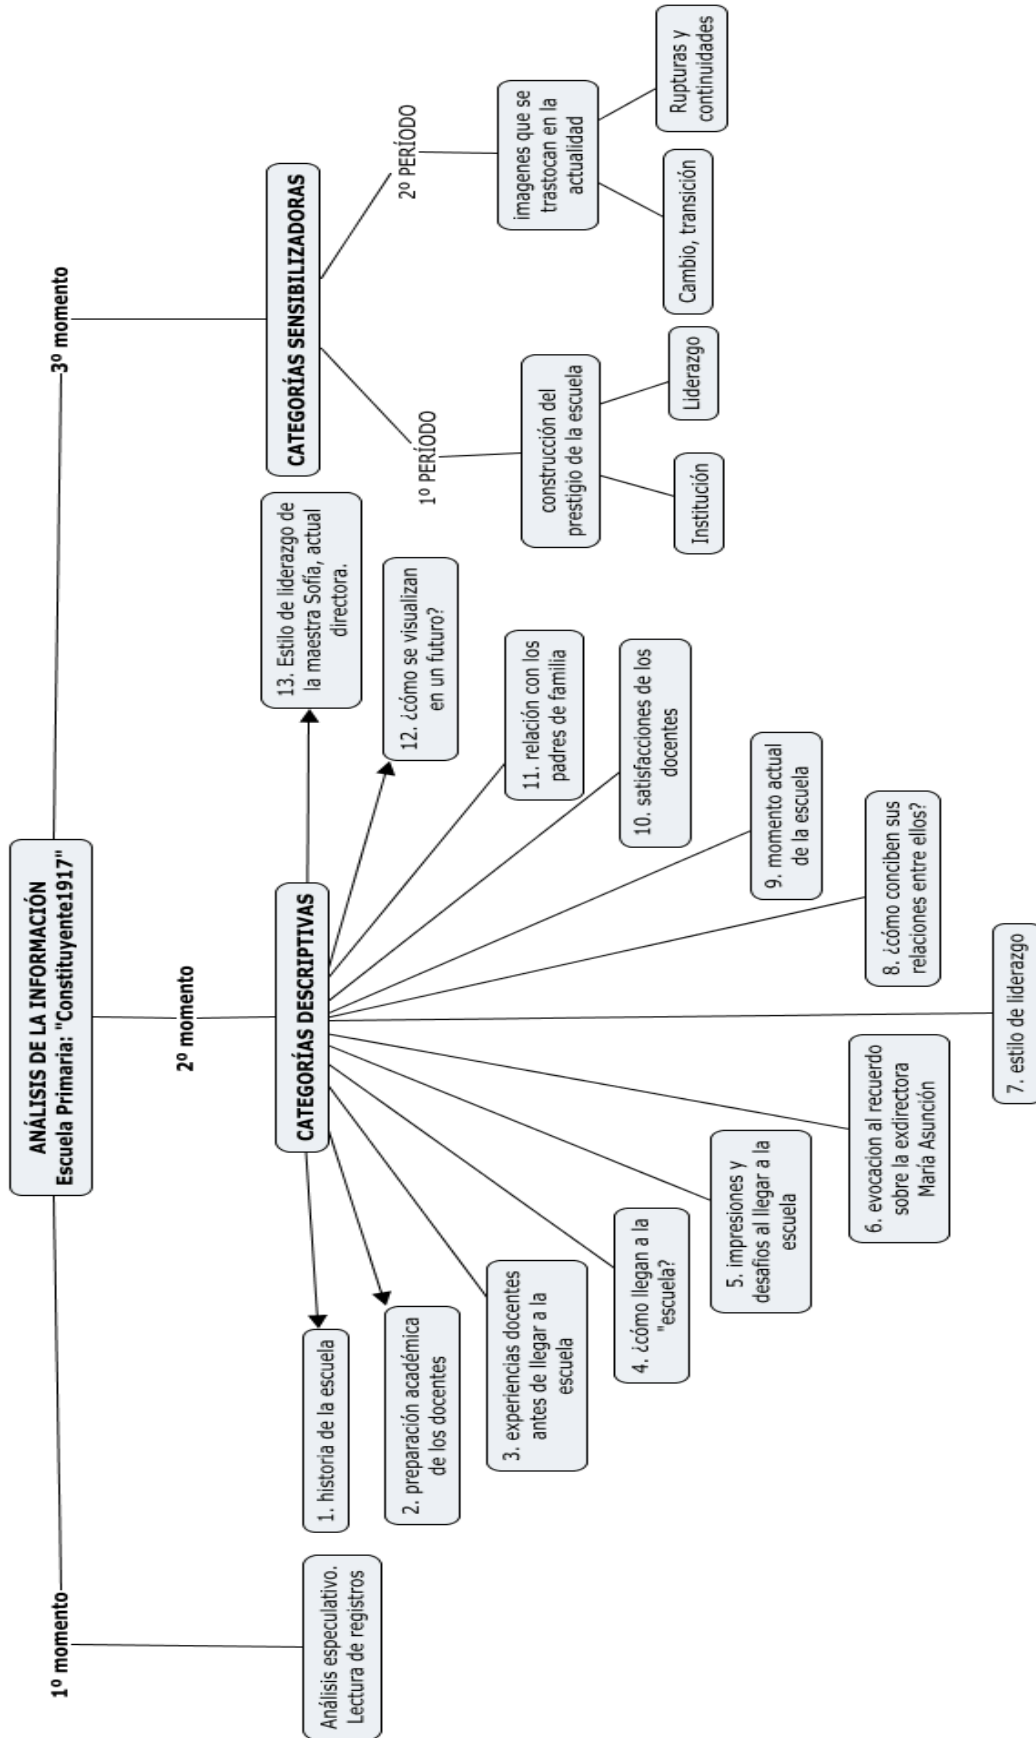 ANÁLISIS DE LA INFORMACIÓN
Escuela Primaria: "Constituyente1917"
1º momento
Análisis especulativo.
Lectura de registros
2º momento
CATEGORÍAS DESCRIPTIVAS
1. historia de la escuela
2. preparación académica
de los docentes
3. experiencias docentes
antes de llegar a la
escuela
4. ¿cómo llegan a la
"escuela?
5. impresiones y
desafios al llegar a la
escuela
6. evocacion al recuerdo
sobre la exdirectora
María Asunción
7. estilo de liderazgo
8. ¿cómo conciben sus
relaciones entre ellos?
9. momento actual
de la escuela
10. satisfacciones de los
docentes
11. relación con los
padres de familia
12. ¿cómo se visualizan
en un futuro?
13. Estilo de liderazgo de
la maestra Sofía, actual
directora.
3º momento
CATEGORÍAS SENSIBILIZADORAS
1º PERÍODO
construcción del
prestigio de la escuela
Institución
Liderazgo
2º PERÍODO
imagenes que se
trastocan en la
actualidad
Cambio, transición
Rupturas y
continuidades